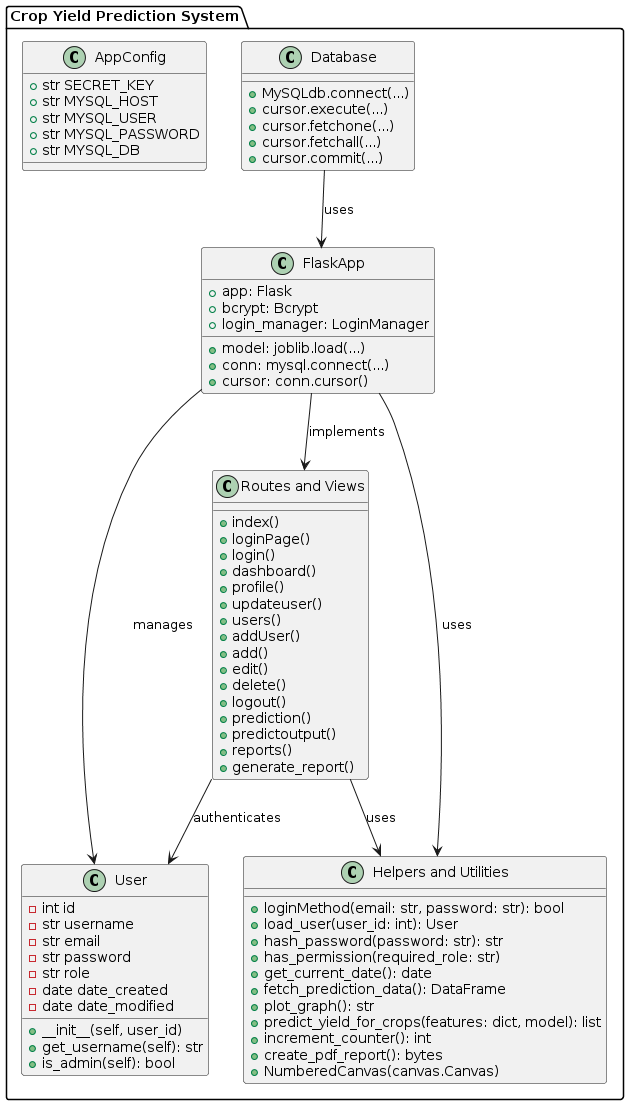 Crop Yield Prediction System
C AppConfig
str SECRET_KEY
str MYSQL_HOST
str MYSQL_USER
str MYSQL_PASSWORD
str MYSQL_DB
C Database
MySQLdb.connect(...)
cursor.execute(...)
cursor.fetchone(...)
cursor.fetchall(...)
cursor.commit(...)
uses
C FlaskApp
app: Flask
bcrypt: Bcrypt
login_manager: LoginManager
model: joblib.load(...)
conn: mysql.connect(...)
cursor: conn.cursor()
implements
C Routes and Views
index()
loginPage()
login()
dashboard()
profile()
updateuser()
users()
addUser()
add()
edit()
delete()
logout()
prediction()
predictoutput()
reports()
generate_report()
manages
uses
authenticates
uses
C User
int id
str username
str email
str password
str role
date date_created
date date_modified
__init__(self, user_id)
get_username(self): str
is_admin(self): bool
C Helpers and Utilities
loginMethod(email: str, password: str): bool
load_user(user_id: int): User
hash_password(password: str): str
has_permission(required_role: str)
get_current_date(): date
fetch_prediction_data(): DataFrame
plot_graph(): str
predict_yield_for_crops(features: dict, model): list
increment_counter(): int
create_pdf_report(): bytes
NumberedCanvas(canvas.Canvas)